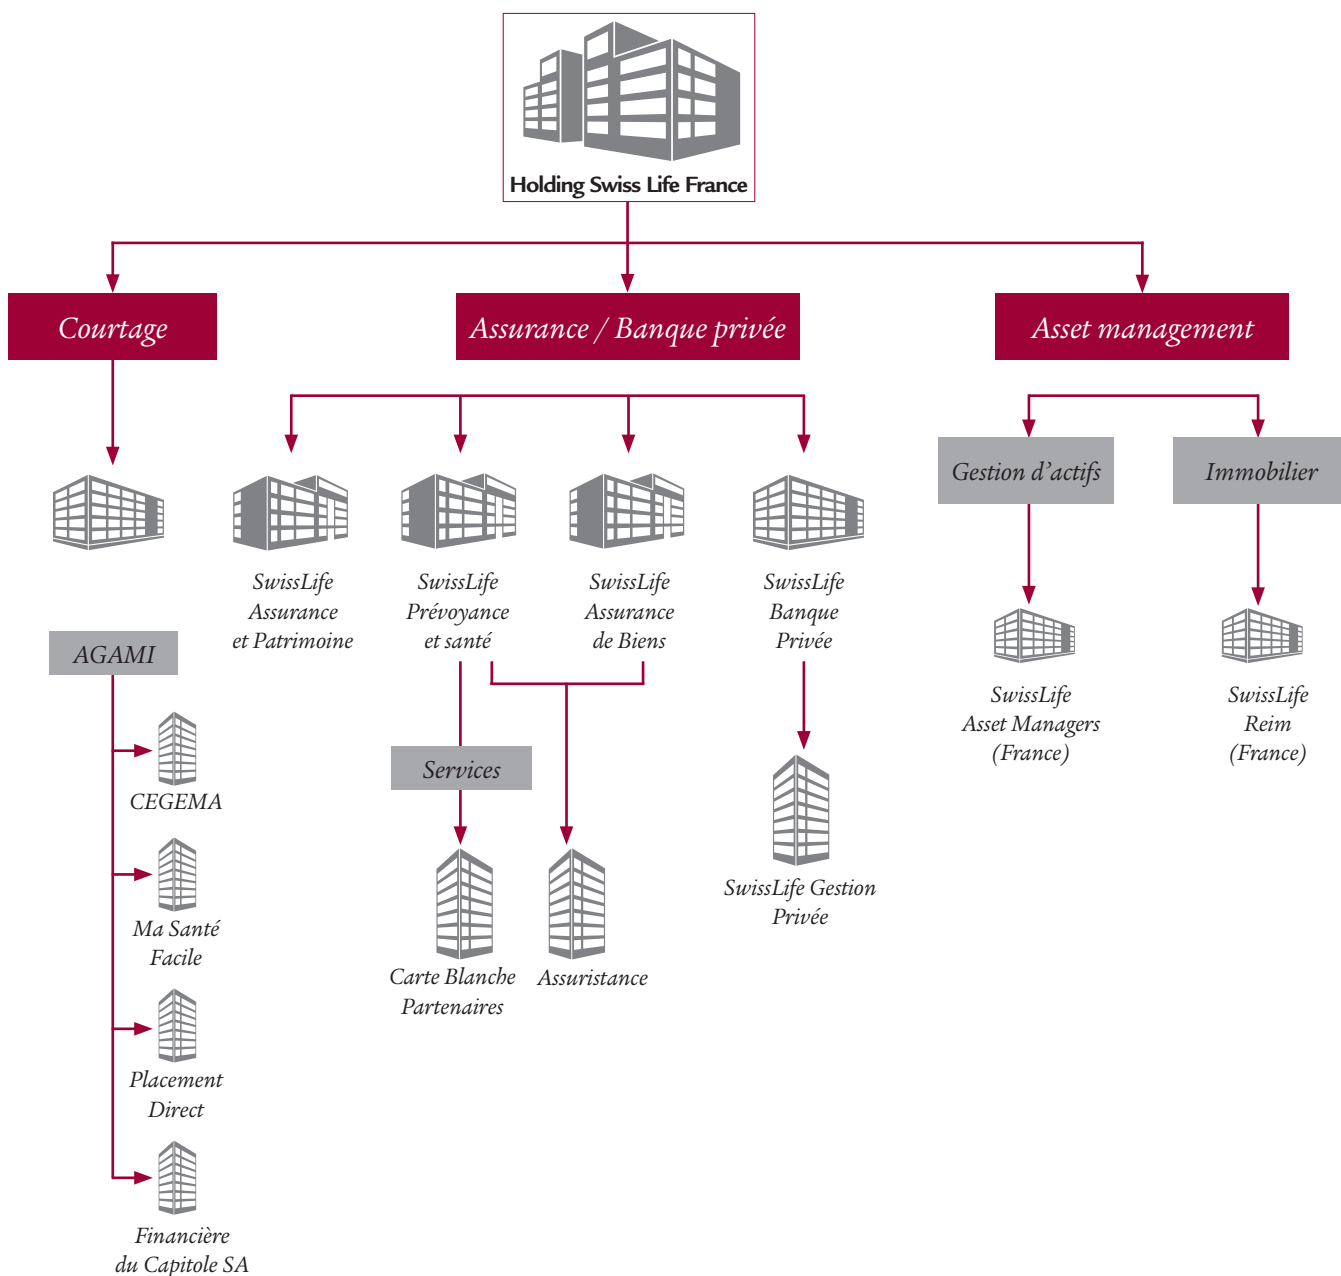 Holding Swiss Life France
Courtage
Assurance / Banque privée
Asset management
Gestion d'actifs
Immobilier
SwissLife
Assurance
et Patrimoine
SwissLife
Prévoyance
et santé
SwissLife
Assurance
de Biens
SwissLife
Banque
Privée
AGAMI
SwissLife
Asset Managers
(France)
SwissLife
Reim
(France)
Services
CEGEMA
SwissLife Gestion
Privée
Ma Santé
Facile
Carte Blanche
Partenaires
Assuristance
Placement
Direct
Financière
du Capitole SA